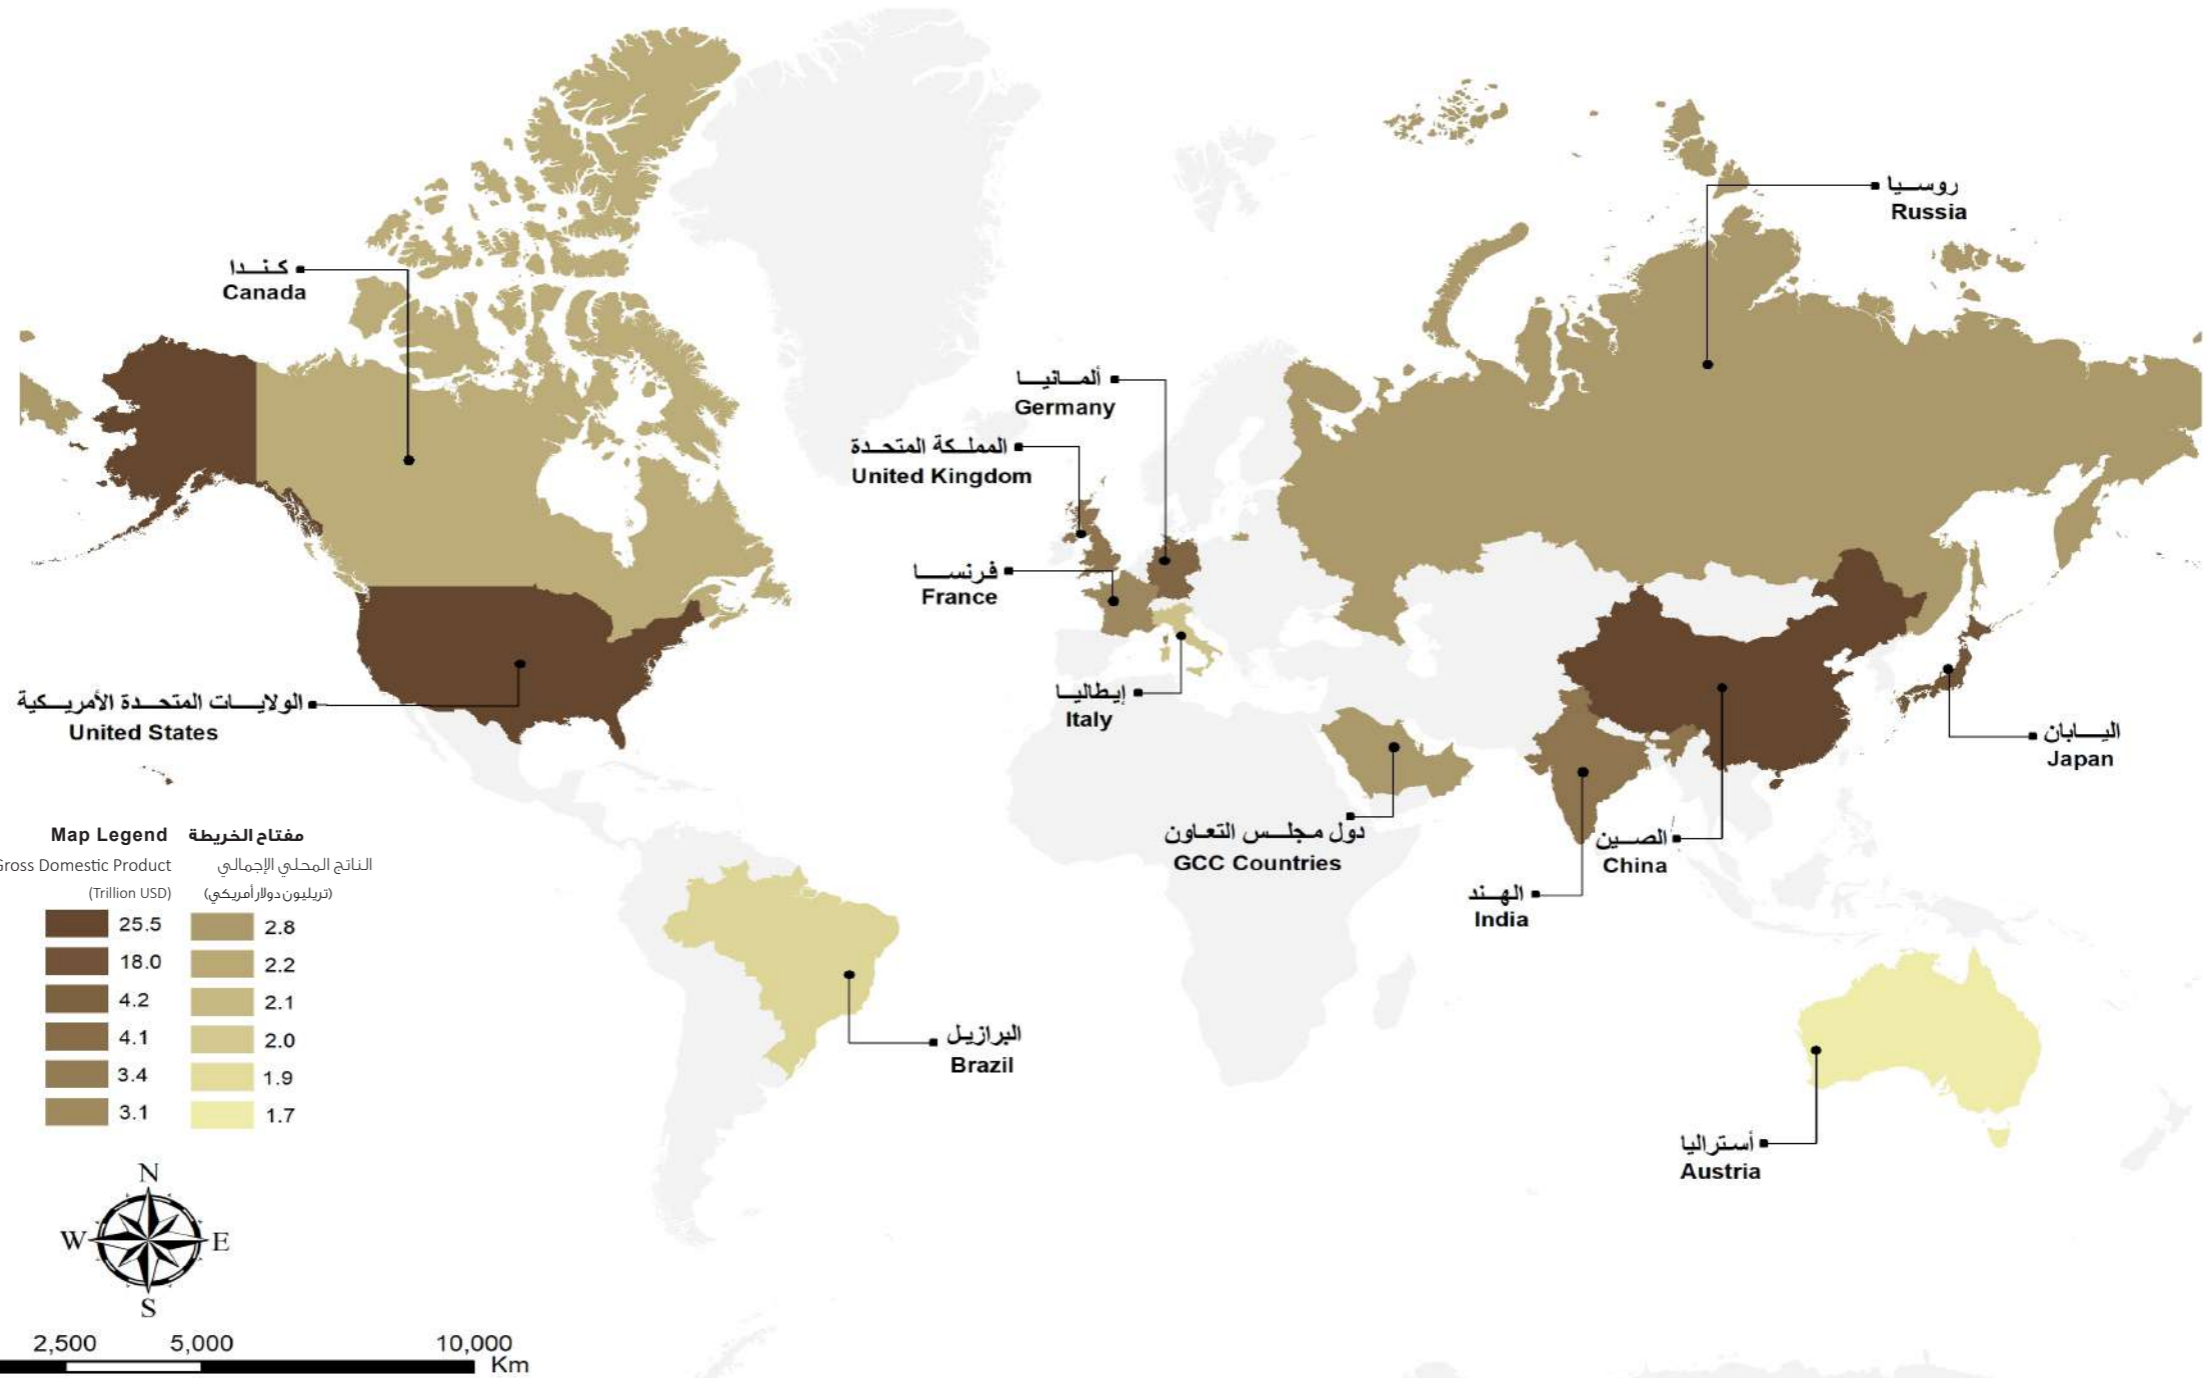 روسيا
Russia
كندا
Canada
ألمانيا
Germany
المملكة المتحدة
United Kingdom
فرنسا
France
إيطاليا
Italy
الولايات المتحدة الأمريكية
United States
اليابان
Japan
دول مجلس التعاون
GCC Countries
الصين
China
الهند
India
البرازيل
Brazil
أستراليا
Austria
Map Legend مفتاح الخريطة
Gross Domestic Product الناتج المحلي الإجمالي
(Trillion USD) (تريليون دولار أمريكي)
25.5 2.8
18.0 2.2
4.2 2.1
4.1 2.0
3.4 1.9
3.1 1.7
N
W E
S
2,500 5,000 10,000
Km